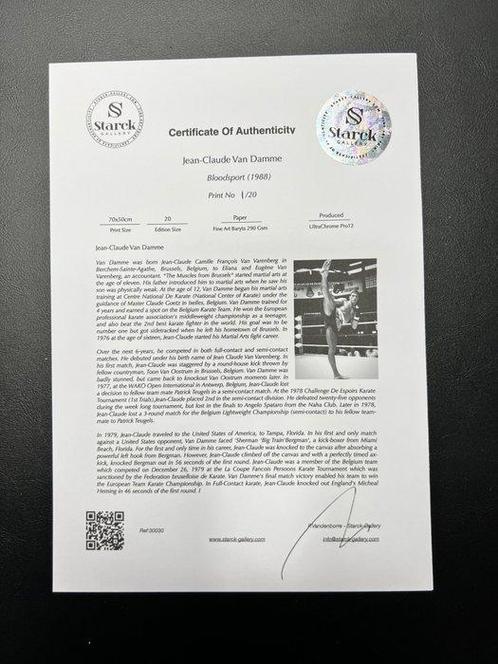 STARCK-GALLERY.COM
Starck
GALLERY
Starck
GALLERY
Certificate Of Authenticity
Jean-Claude Van Damme
Bloodsport (1988)
Print No 1/20
70x50cm 20 Paper Produced
Print Size Edition Size Fine Art Baryta 290 Gsm UltraChrome Pro12
Jean-Claude Van Damme
Van Damme was born Jean-Claude Camille François Van Varenberg in
Berchem-Sainte-Agathe, Brussels, Belgium, to Eliana and Eugène Van
Varenberg, an accountant. "The Muscles from Brussels" started martial arts
at the age of eleven. His father introduced him to martial arts when he saw his
son was physically weak. At the age of 12, Van Damme began his martial arts
training at Centre National De Karate (National Center of Karate) under the
guidance of Master Claude Goetz in Ixelles, Belgium. Van Damme trained for
4 years and earned a spot on the Belgium Karate Team. He won the European
professional karate association's middleweight championship as a teenager,
and also beat the 2nd best karate fighter in the world. His goal was to be
number one but got sidetracked when he left his hometown of Brussels. In
1976 at the age of sixteen, Jean-Claude started his Martial Arts fight career.
Over the next 6-years, he competed in both full-contact and semi-contact
matches. He debuted under his birth name of Jean Claude Van Varenberg. In
his first match, Jean-Claude was staggered by a round-house kick thrown by
fellow countryman, Toon Van Oostrum in Brussels, Belgium. Van Damme was
badly stunned, but came back to knockout Van Oostrum moments later. In
1977, at the WAKO Open International in Antwerp, Belgium, Jean-Claude lost
a decision to fellow team mate Patrick Teugels in a semi-contact match. At the 1978 Challenge De Espoirs Karate
Tournament (1st trials), Jean-Claude placed 2nd in the semi-contact division. He defeated twenty-five opponents
during the week long tournament, but lost in the finals to Angelo Spataro from the Naha Club. Later in 1978,
Jean-Claude lost a 3-round match for the Belgium Lightweight Championship (semi-contact) to his fellow team-
mate to Patrick Teugels.
In 1979, Jean-Claude traveled to the United States of America, to Tampa, Florida. In his first and only match
against a United States opponent, Van Damme faced 'Sherman 'Big Train'Bergman', a kick-boxer from Miami
Beach, Florida. For the first and only time in his career, Jean-Claude was knocked to the canvas after absorbing a
powerful left hook from Bergman. However, Jean-Claude climbed off the canvas and with a perfectly timed ax-
kick, knocked Bergman out in 56 seconds of the first round. Jean-Claude was a member of the Belgium team
which competed on December 26, 1979 at the La Coupe Francois Persoons Karate Tournament which was
sanctioned by the Federation bruxelloise de Karate. Van Damme's final match victory enabled his team to win
the European Team Karate Championship. In Full-Contact karate, Jean-Claude knocked out England's Micheal
Heming in 46 seconds of the first round. I
Ref:30030 www.starck-gallery.com
P.Vandenborre - Starck-Gallery
info@starck-gallery.com